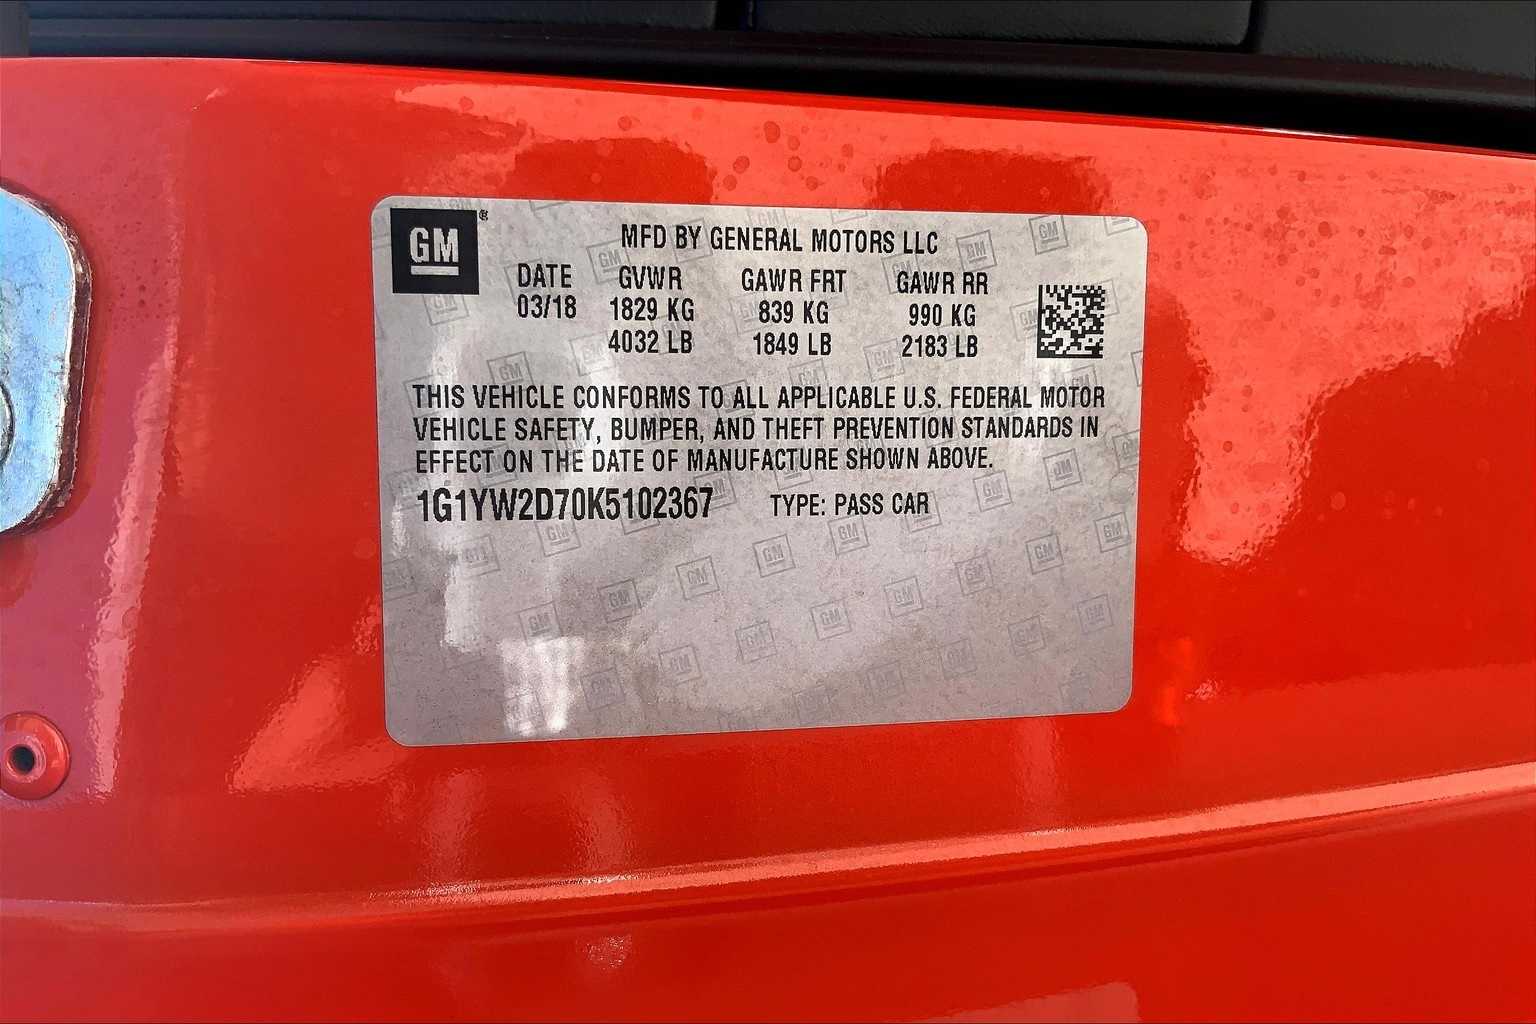 GM
MFD BY GENERAL MOTORS LLC
DATE GVWR GAWR FRT GAWR RR
03/18 1829 KG 839 KG 990 KG
4032 LB 1849 LB 2183 LB
THIS VEHICLE CONFORMS TO ALL APPLICABLE U.S. FEDERAL MOTOR
VEHICLE SAFETY, BUMPER, AND THEFT PREVENTION STANDARDS IN
EFFECT ON THE DATE OF MANUFACTURE SHOWN ABOVE.
1G1YW2D70K5102367 TYPE: PASS CAR